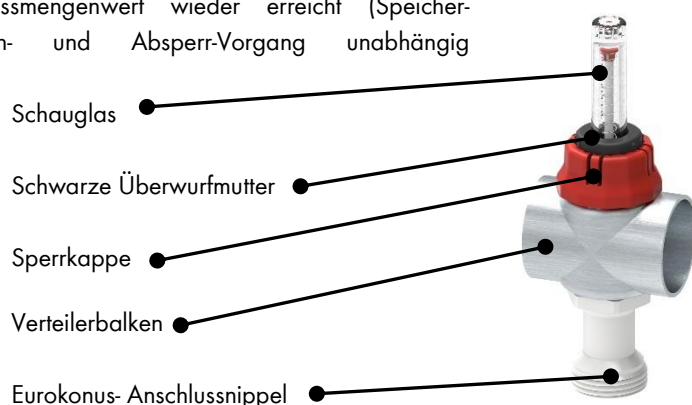 ssmengenwert wieder erreicht (Speicher-
und Absperr-Vorgang unabhängig
Schauglas
Schwarze Überwurfmutter
Sperrkappe
Verteilerbalken
Eurokonus- Anschlussnippel